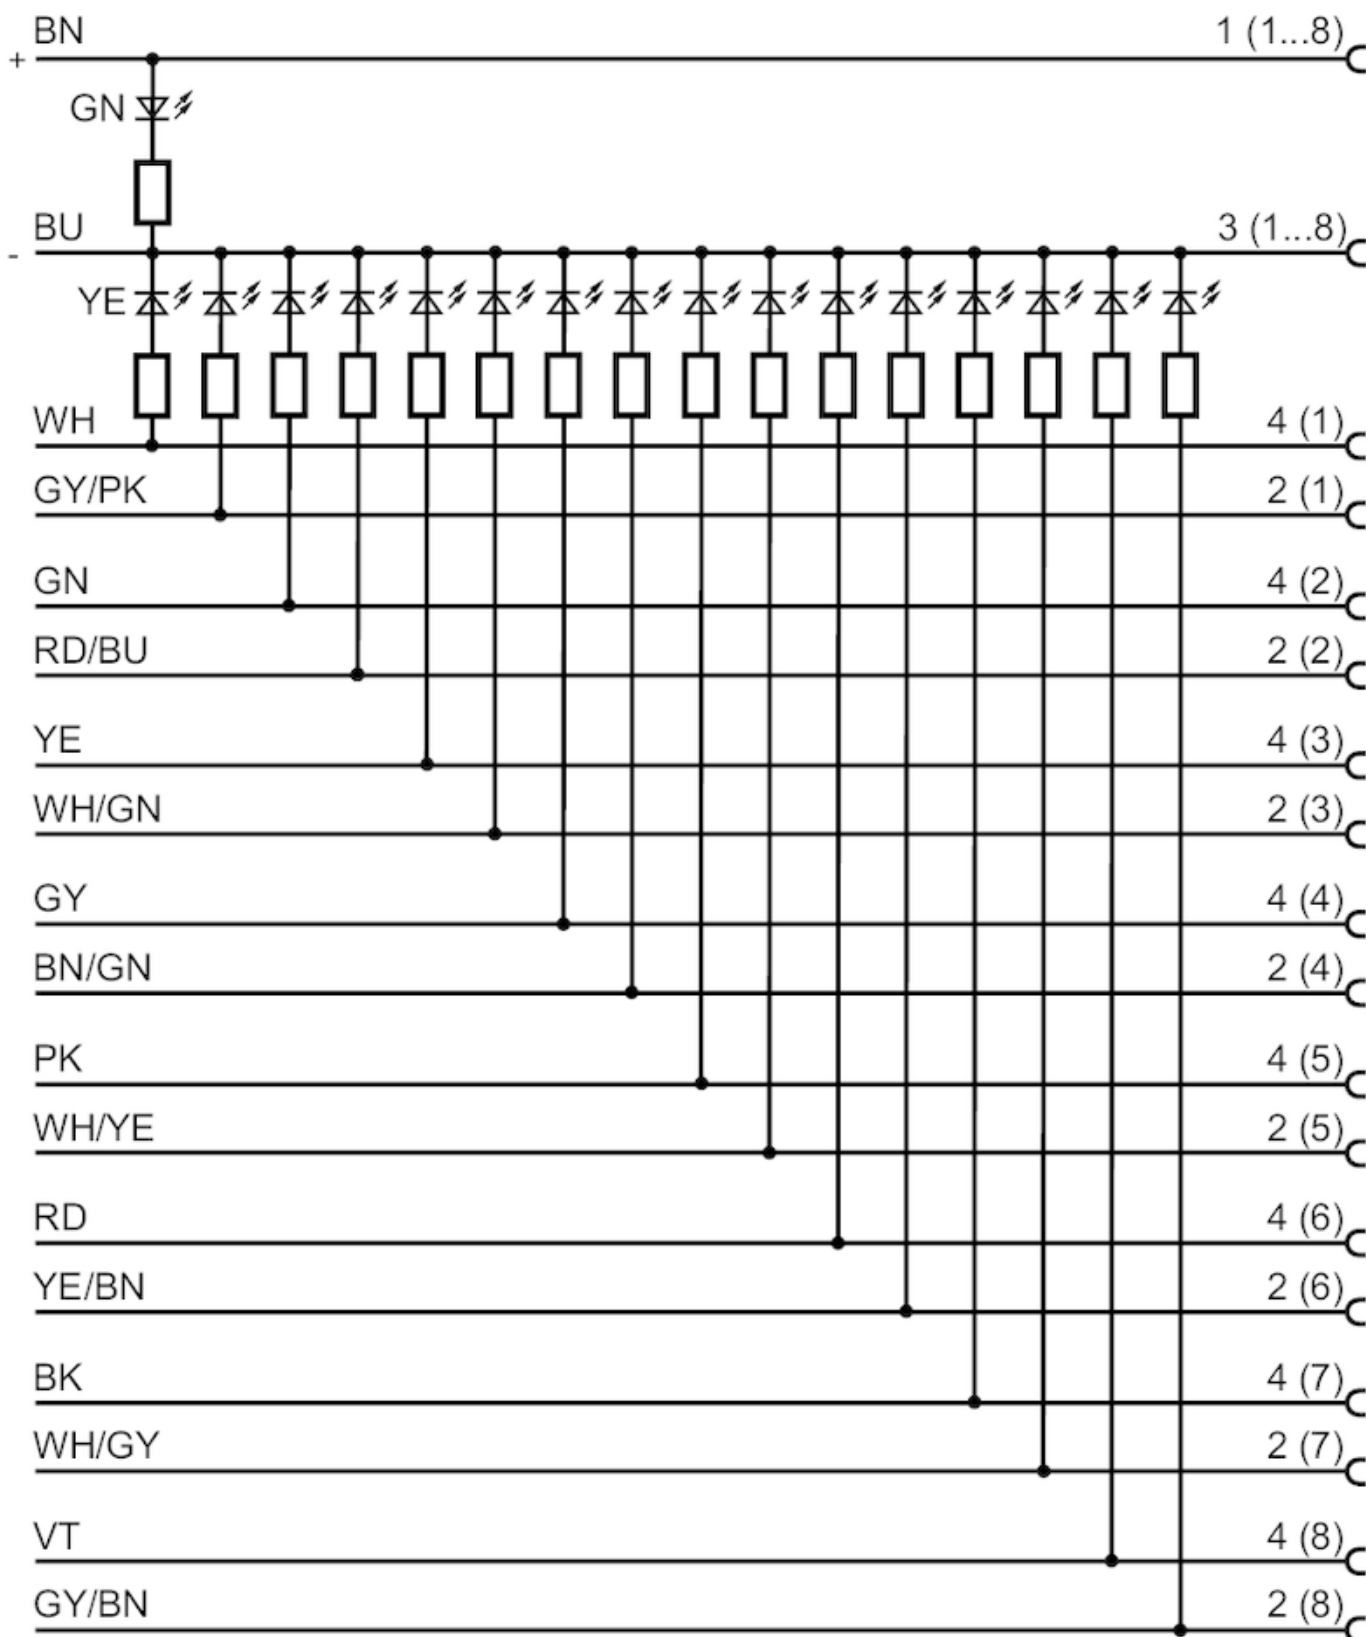 BN 1 (1...8)
+
GN
BU 3 (1...8)
-
YE
WH 4 (1)
GY/PK 2 (1)
GN 4 (2)
RD/BU 2 (2)
YE 4 (3)
WH/GN 2 (3)
GY 4 (4)
BN/GN 2 (4)
PK 4 (5)
WH/YE 2 (5)
RD 4 (6)
YE/BN 2 (6)
BK 4 (7)
WH/GY 2 (7)
VT 4 (8)
GY/BN 2 (8)